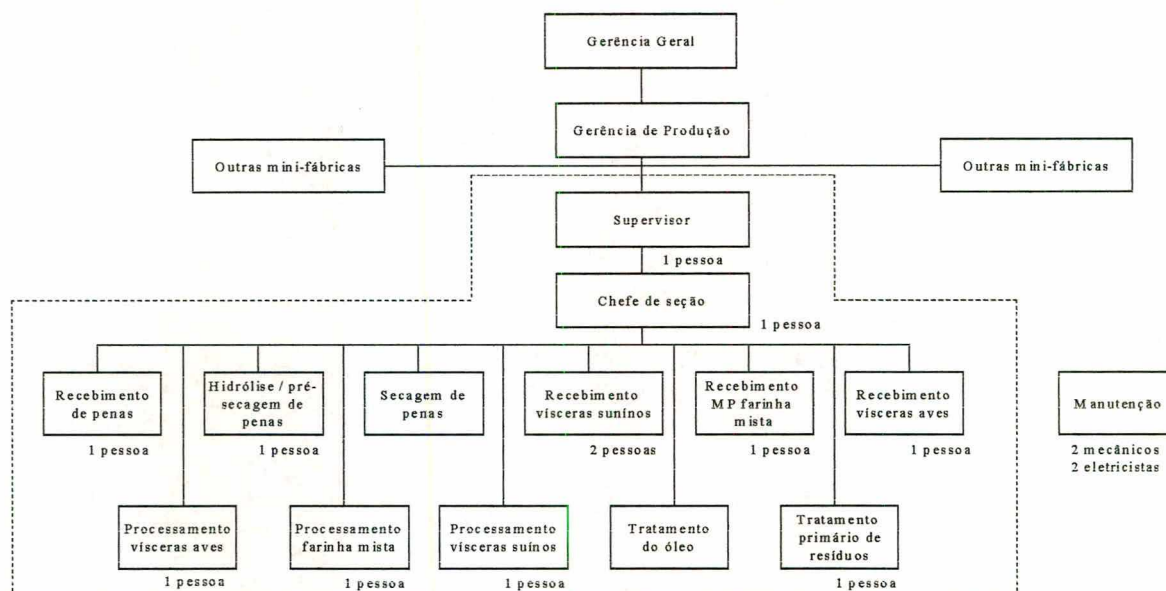 Gerência Geral
Gerência de Produção
Outras mini-fábricas
Outras mini-fábricas
Supervisor
1 pessoa
Chefe de seção
1 pessoa
Recebimento
de penas
1 pessoa
Hidrólise / pré-
secagem de
penas
1 pessoa
Secagem de
penas
Recebimento
vísceras sunínos
2 pessoas
Recebimento
MP farinha
mista
1 pessoa
Recebimento
vísceras aves
1 pessoa
Manutenção
2 mecânicos
2 eletricistas
Processamento
vísceras aves
1 pessoa
Processamento
farinha mista
1 pessoa
Processamento
vísceras suínos
1 pessoa
Tratamento
do óleo
Tratamento
primário de
resíduos
1 pessoa